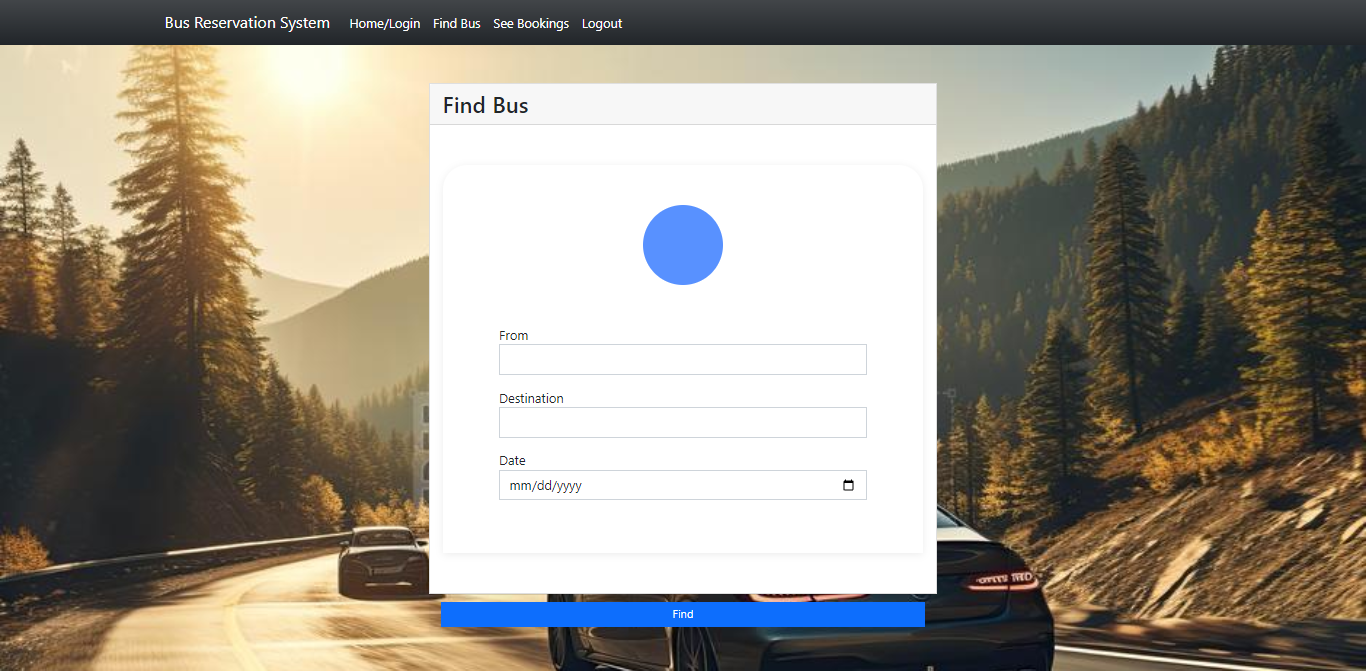 Bus Reservation System Home/Login Find Bus See Bookings Logout
Find Bus
From
Destination
Date
mm/dd/yyyy
Find